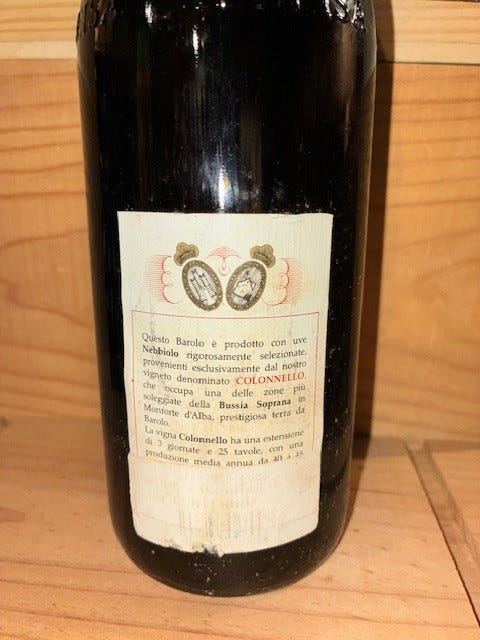 Questo Barolo è prodotto con uve
Nebbiolo rigorosamente selezionate,
provenienti esclusivamente dal nostro
vigneto denominato COLONNELLO,
che occupa una delle zone più
soleggiate della Bussia Soprana in
Monforte d'Alba, prestigiosa terra da
Barolo.
La vigna Colonnello ha una estensione
di 3 giornate e 25 tavole, con una
produzione media annua da 40 a 45